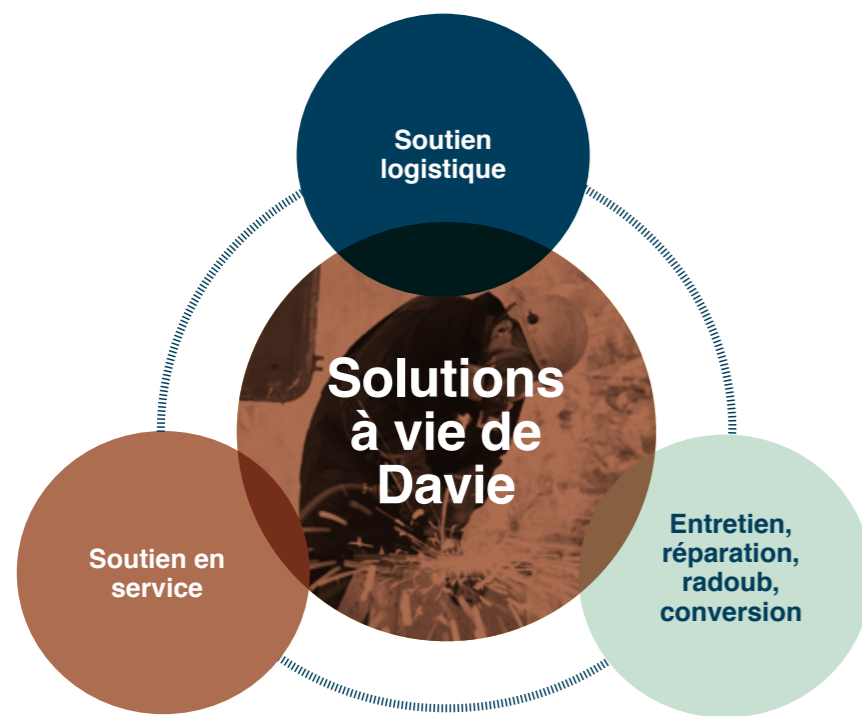 Soutien
logistique
Solutions
à vie de
Davie
Soutien en
service
Entretien,
réparation,
radoub,
conversion